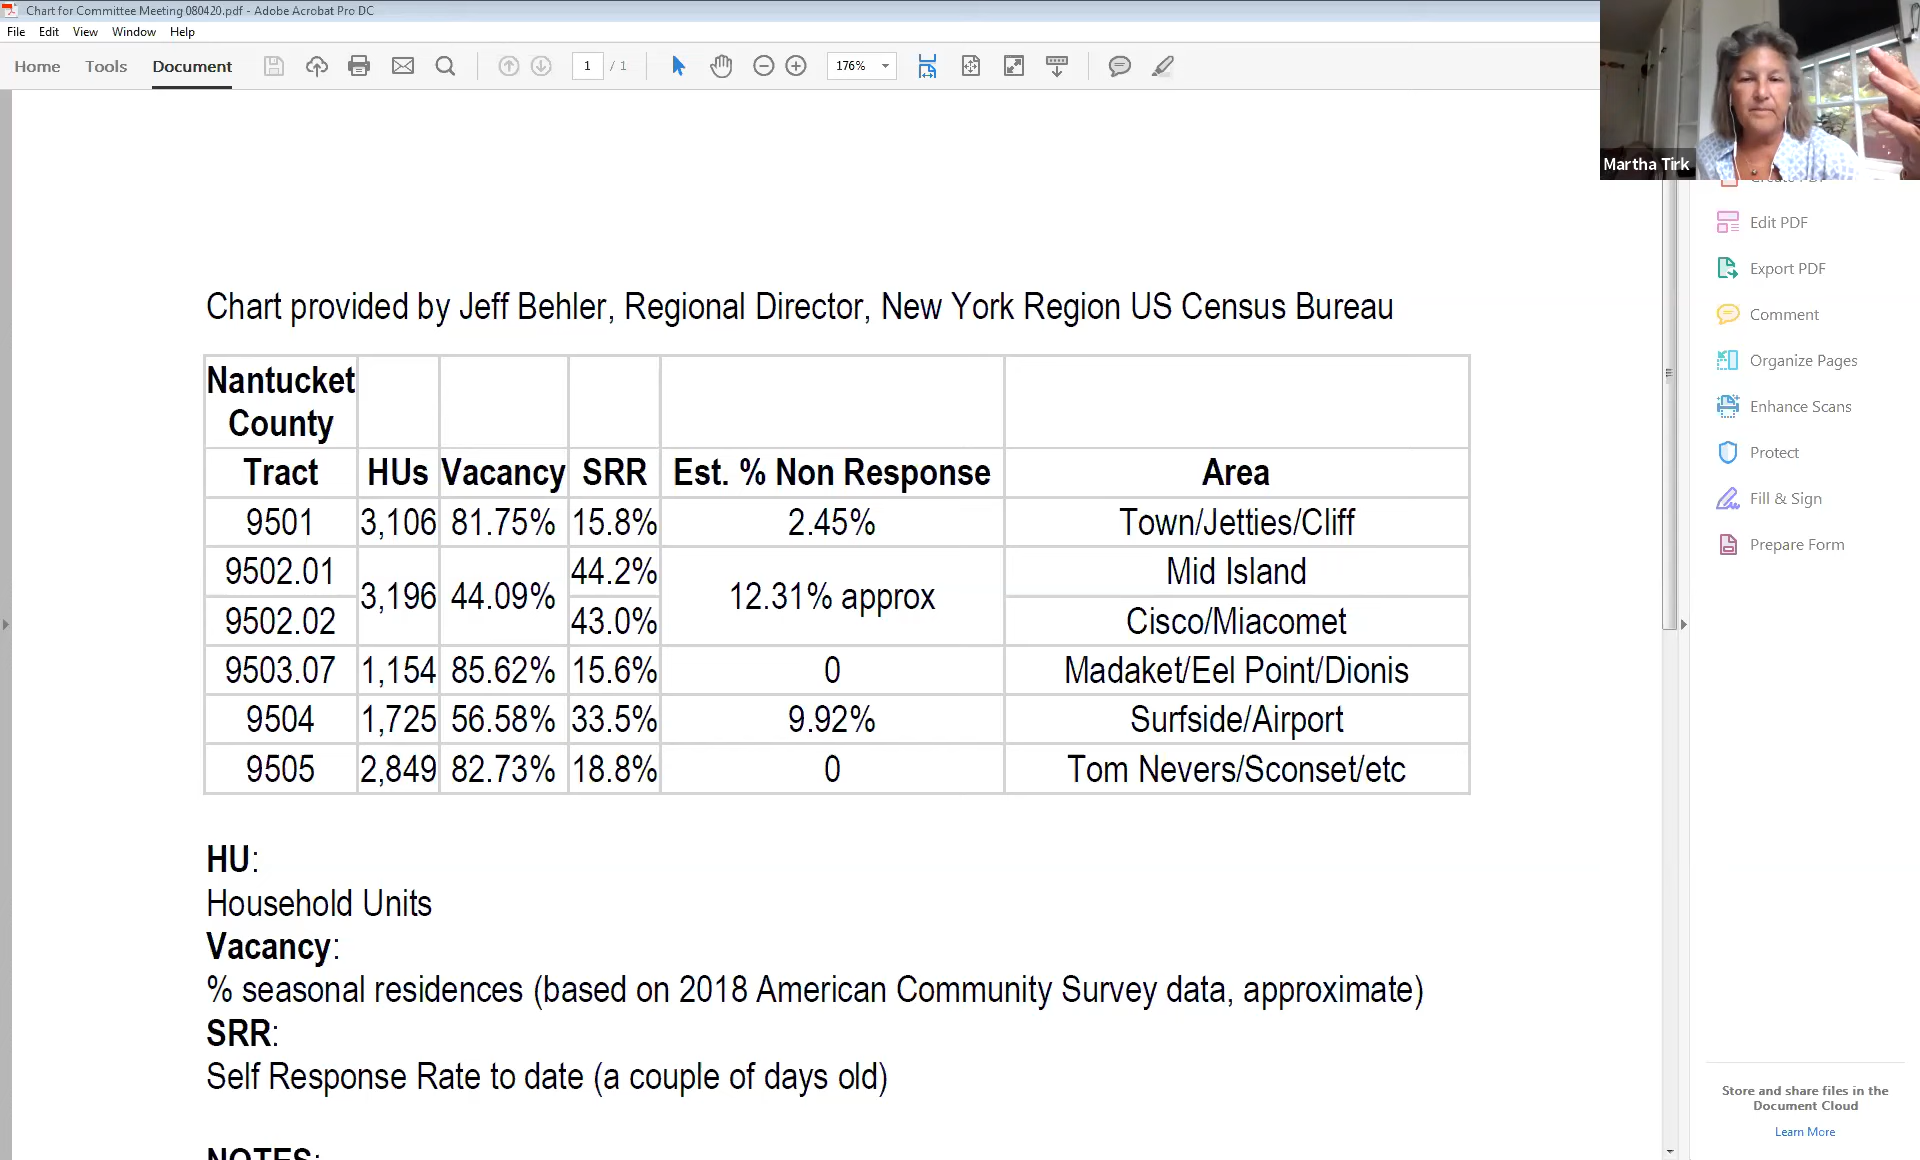 Chart for Committee Meeting 080420.pdf - Adobe Acrobat Pro DC
File Edit View Window Help
Home Tools Document 1 / 1 176%
Martha Tirk
Edit PDF
Export PDF
Comment
Organize Pages
Enhance Scans
Protect
Fill & Sign
Prepare Form
Chart provided by Jeff Behler, Regional Director, New York Region US Census Bureau
Nantucket
County
Tract HUs Vacancy SRR Est. % Non Response Area
9501 3,106 81.75% 15.8% 2.45% Town/Jetties/Cliff
9502.01 44.2% Mid Island
3,196 44.09% 12.31% approx
9502.02 43.0% Cisco/Miacomet
9503.07 1,154 85.62% 15.6% 0 Madaket/Eel Point/Dionis
9504 1,725 56.58% 33.5% 9.92% Surfside/Airport
9505 2,849 82.73% 18.8% 0 Tom Nevers/Sconset/etc
HU:
Household Units
Vacancy:
% seasonal residences (based on 2018 American Community Survey data, approximate)
SRR:
Self Response Rate to date (a couple of days old)
NOTES:
Store and share files in the
Document Cloud
Learn More